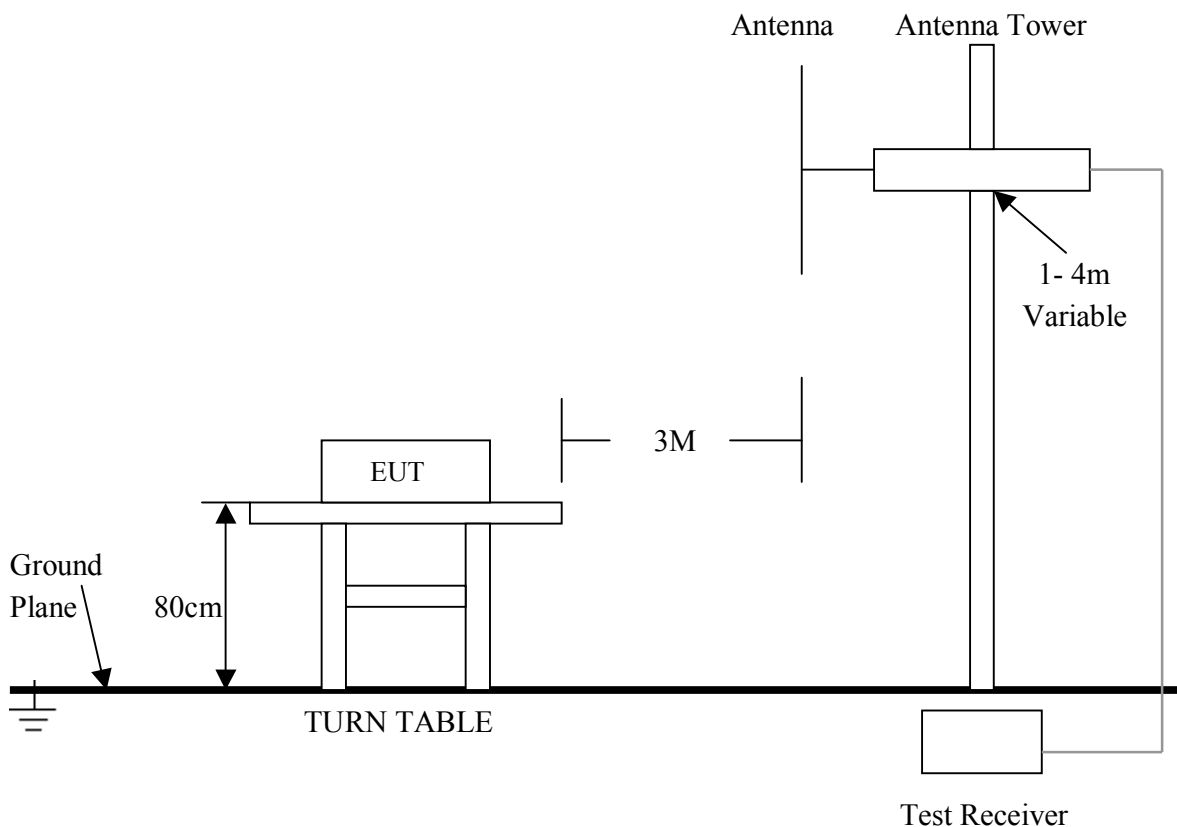 Antenna
Antenna Tower
1- 4m
Variable
3M
EUT
Ground
Plane
80cm
TURN TABLE
Test Receiver